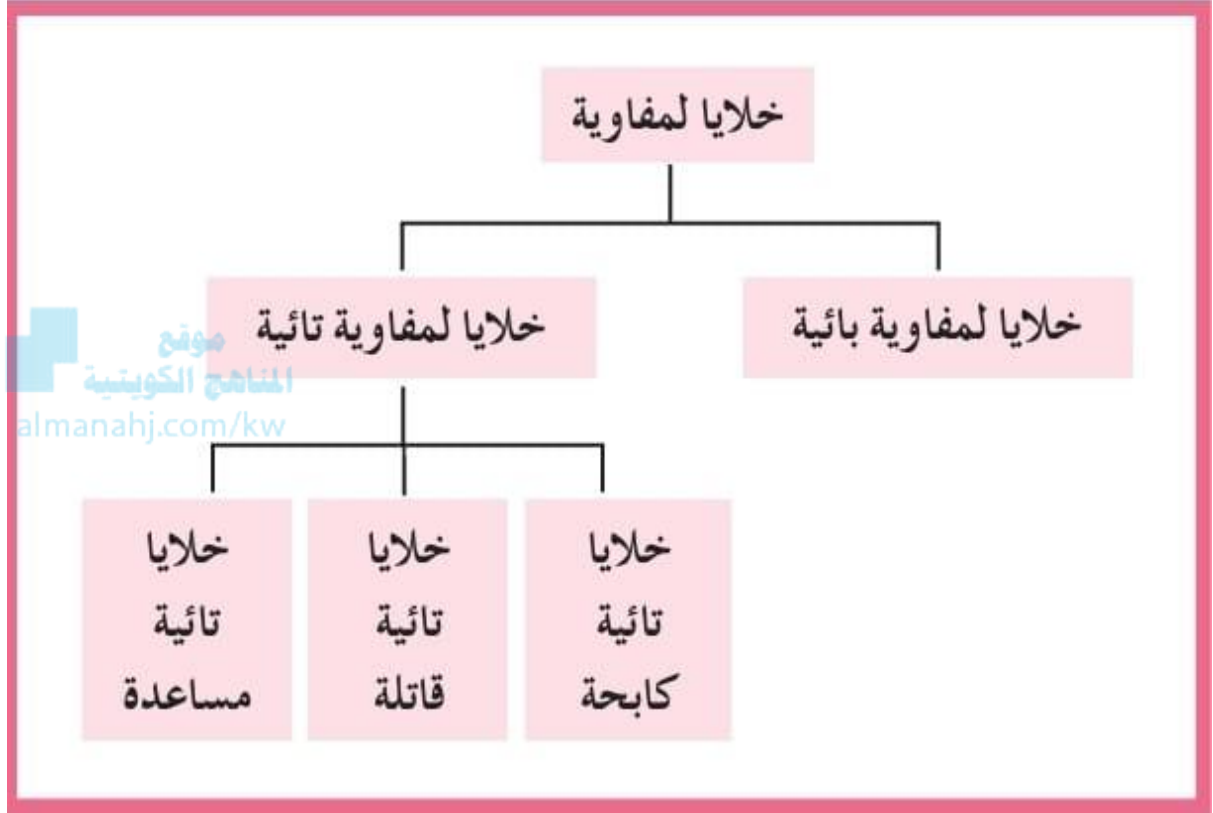 خلايا لمفاوية
خلايا لمفاوية بائية
خلايا لمفاوية تائية
موقع
المناهج الكويتية
almanahj.com/kw
خلايا
تائية
كابحة
خلايا
تائية
قاتلة
خلايا
تائية
مساعدة